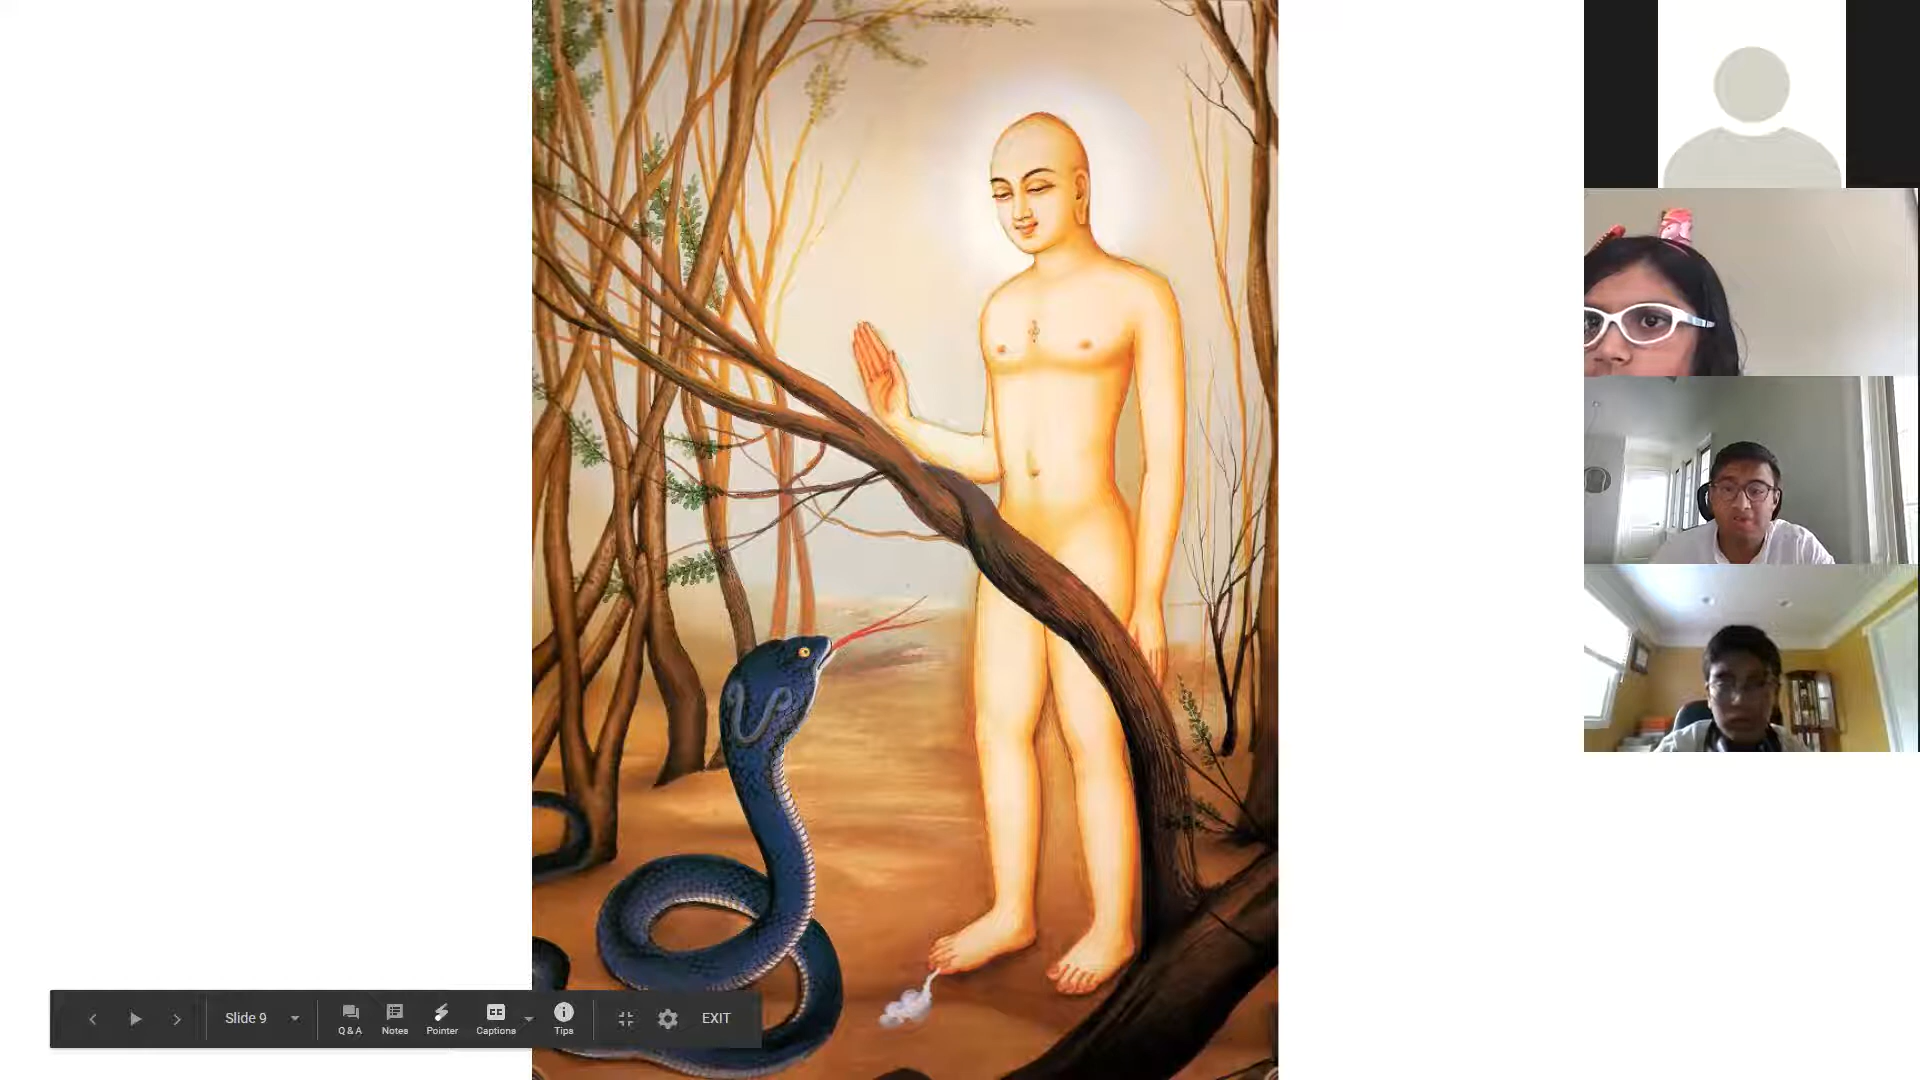 Slide 9
Q & A
Notes
Pointer
Captions
Tips
EXIT